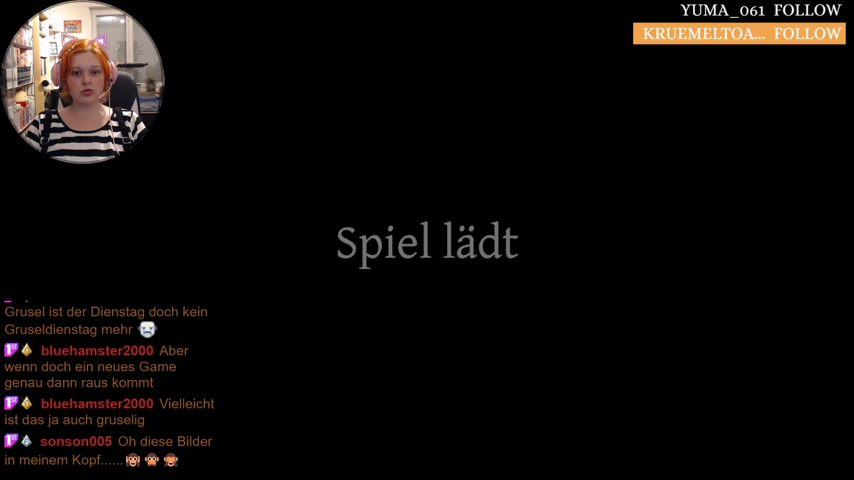 YUMA_061 FOLLOW
KRUEMELTOA... FOLLOW
Spiel lädt
Grusel ist der Dienstag doch kein
Gruseldienstag mehr
bluehamster2000 Aber
wenn doch ein neues Game
genau dann raus kommt
bluehamster2000 Vielleicht
ist das ja auch gruselig
sonson005 Oh diese Bilder
in meinem Kopf......